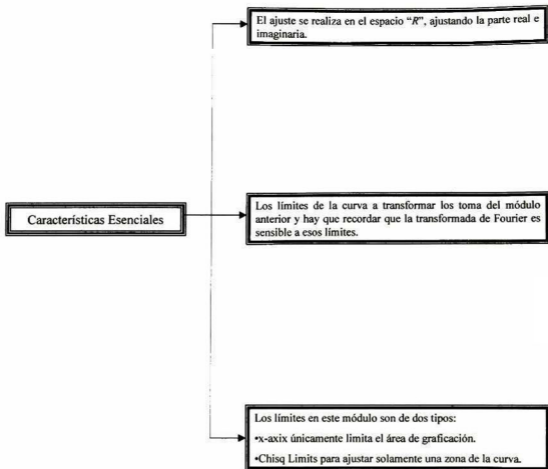 El ajuste se realiza en el espacio “R”, ajustando la parte real e
imaginaria.
Características Esenciales
Los límites de la curva a transformar los toma del módulo
anterior y hay que recordar que la transformada de Fourier es
sensible a esos límites.
Los límites en este módulo son de dos tipos:
•x-axix únicamente limita el área de graficación.
•Chisq Limits para ajustar solamente una zona de la curva.